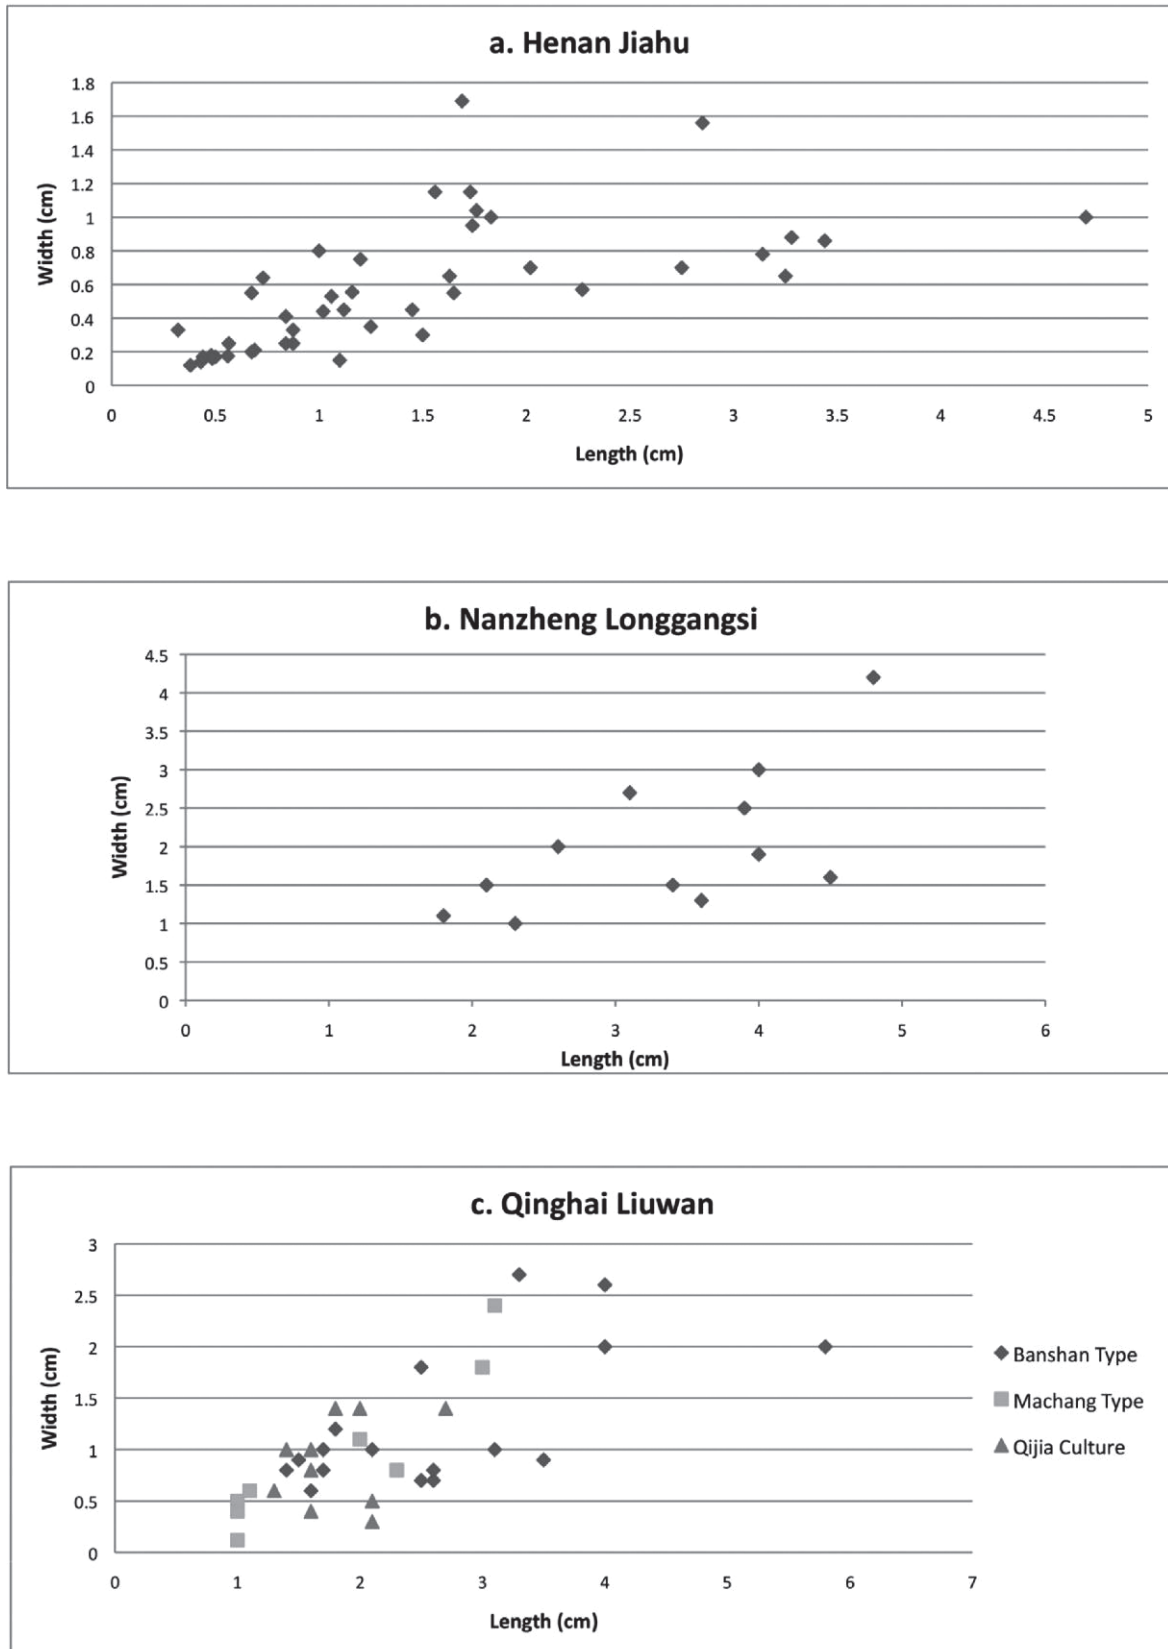 a. Henan Jiahu
1.8
1.6
1.4
1.2
1
0.8
0.6
0.4
0.2
0
Width (cm)
0 0.5 1 1.5 2 2.5 3 3.5 4 4.5 5
Length (cm)
b. Nanzheng Longgangsi
4.5
4
3.5
3
2.5
2
1.5
1
0.5
0
Width (cm)
0 1 2 3 4 5 6
Length (cm)
c. Qinghai Liuwan
3
2.5
2
1.5
1
0.5
0
Width (cm)
0 1 2 3 4 5 6 7
Length (cm)
Banshan Type
Machang Type
Qijia Culture